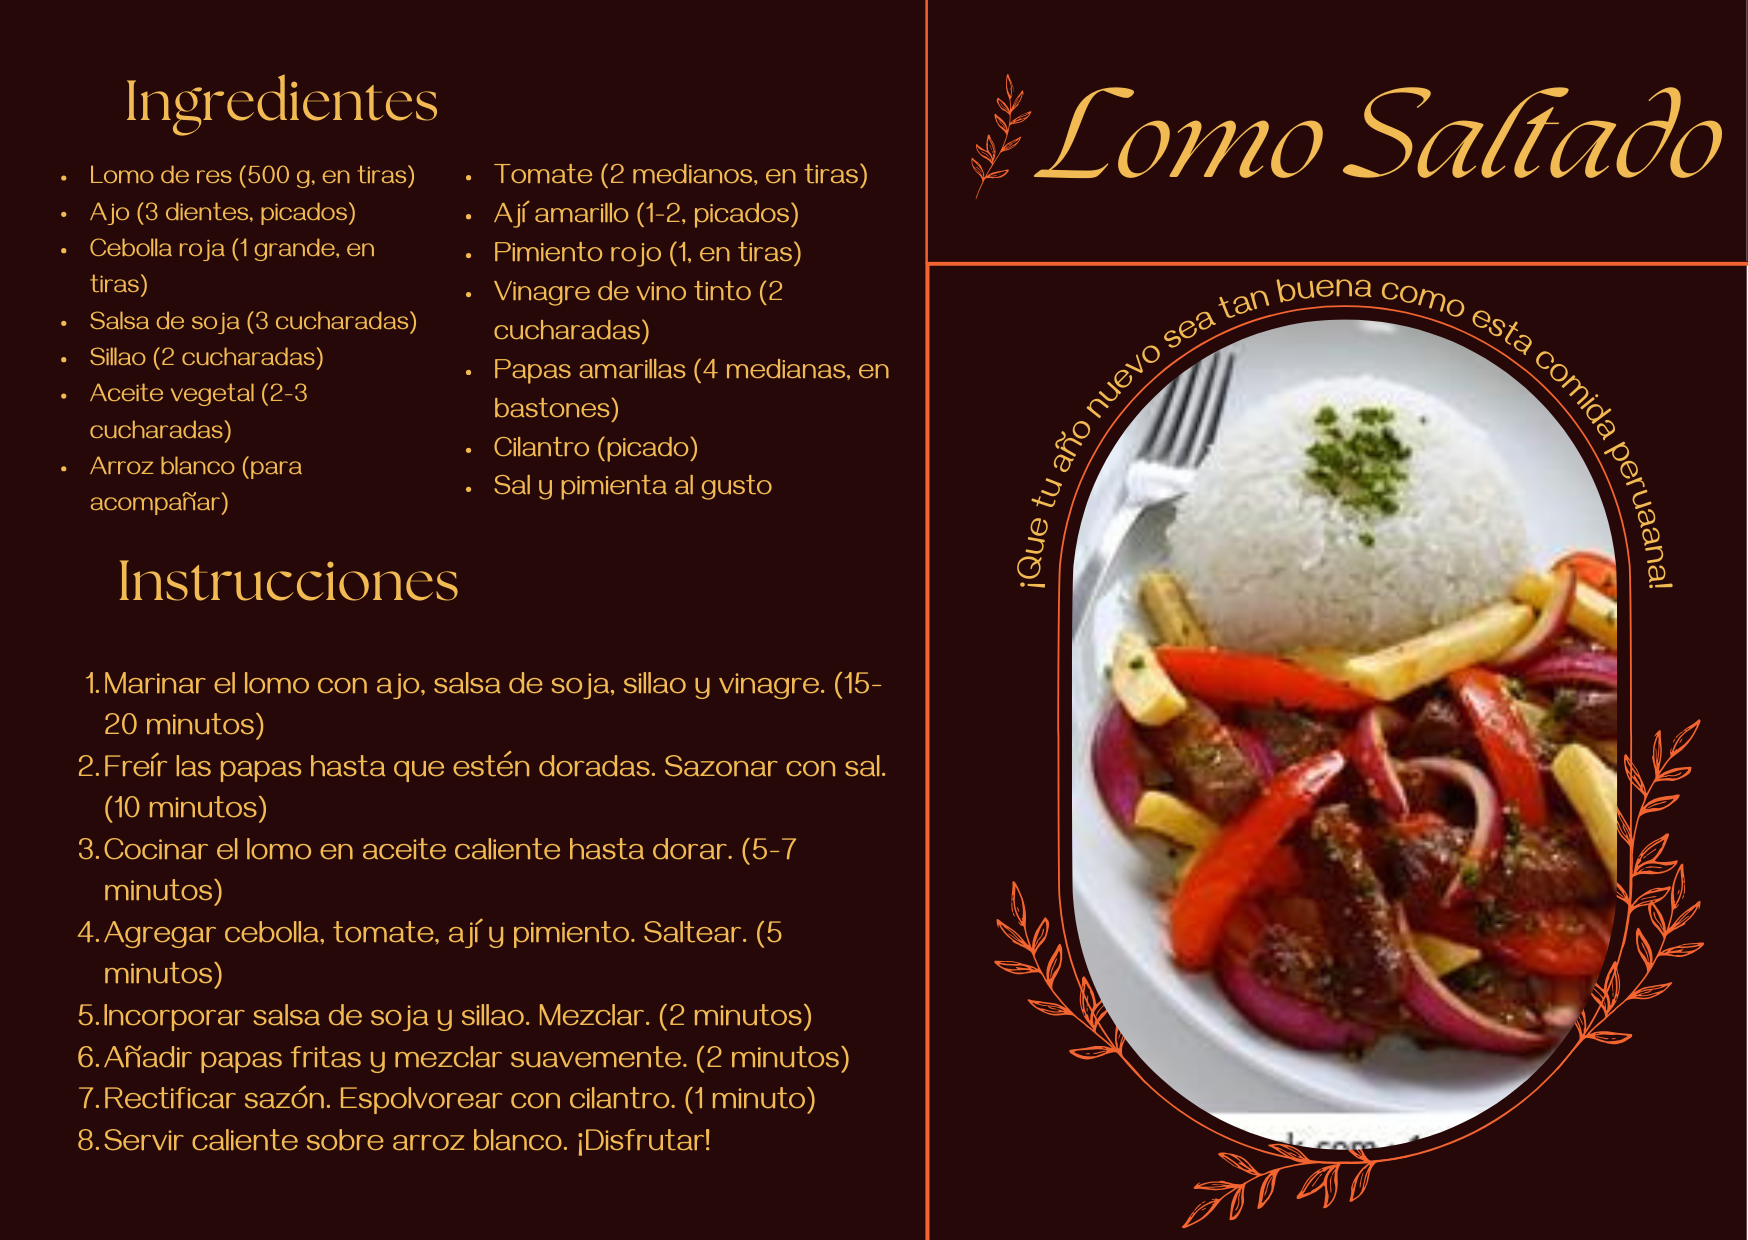 Ingredientes
Lomo de res (500 g, en tiras)
Ajo (3 dientes, picados)
Cebolla roja (1 grande, en
tiras)
Salsa de soja (3 cucharadas)
Sillao (2 cucharadas)
Aceite vegetal (2-3
cucharadas)
Arroz blanco (para
acompañar)
Tomate (2 medianos, en tiras)
Ají amarillo (1-2, picados)
Pimiento rojo (1, en tiras)
Vinagre de vino tinto (2
cucharadas)
Papas amarillas (4 medianas, en
bastones)
Cilantro (picado)
Sal y pimienta al gusto
Instrucciones
1. Marinar el lomo con ajo, salsa de soja, sillao y vinagre. (15-
20 minutos)
2. Freír las papas hasta que estén doradas. Sazonar con sal.
(10 minutos)
3. Cocinar el lomo en aceite caliente hasta dorar. (5-7
minutos)
4. Agregar cebolla, tomate, ají y pimiento. Saltear. (5
minutos)
5. Incorporar salsa de soja y sillao. Mezclar. (2 minutos)
6. Añadir papas fritas y mezclar suavemente. (2 minutos)
7. Rectificar sazón. Espolvorear con cilantro. (1 minuto)
8. Servir caliente sobre arroz blanco. ¡Disfrutar!
Lomo Saltado
¡Que tu año nuevo sea tan buena como esta comida peruaana!